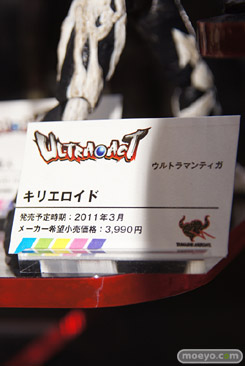 ULTRA-ACT
ウルトラマンティガ
キリエロイド
発売予定時期：2011年3月
メーカー希望小売価格：3,990円
moeyo.com